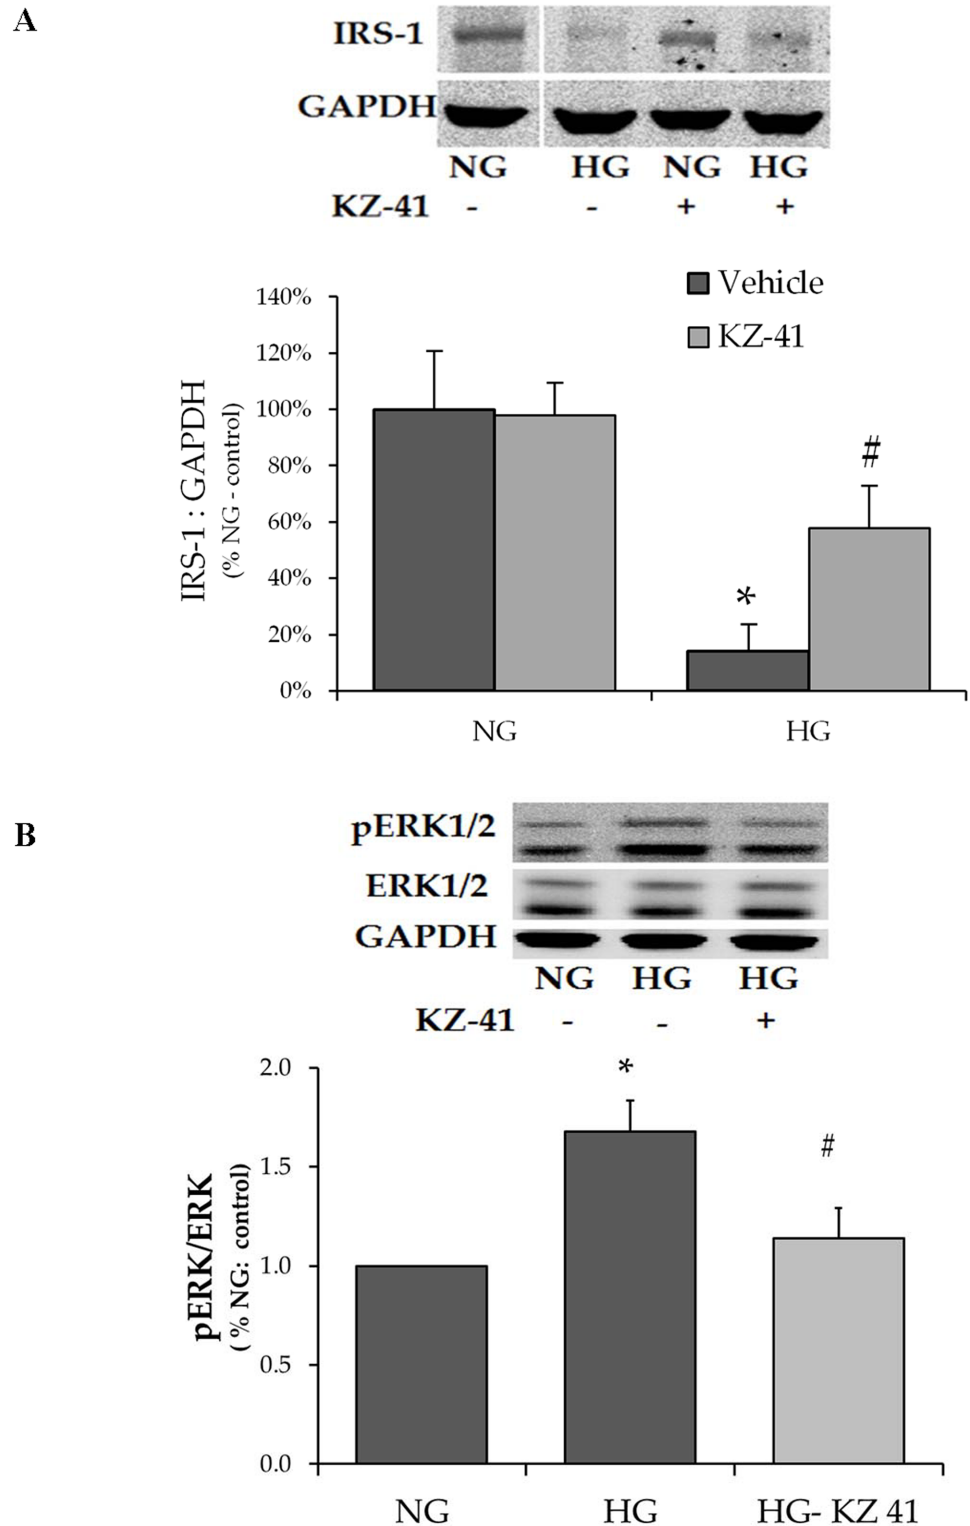 A
IRS-1
GAPDH
NG HG NG HG
KZ-41 - - + +
Vehicle
KZ-41
140%
120%
100%
80%
60%
40%
20%
0%
IRS-1 : GAPDH
(% NG - control)
*
#
NG HG
B
pERK1/2
ERK1/2
GAPDH
NG HG HG
KZ-41 - - +
2.0
1.5
1.0
0.5
0.0
pERK/ERK
( % NG: control)
*
#
NG HG HG- KZ 41